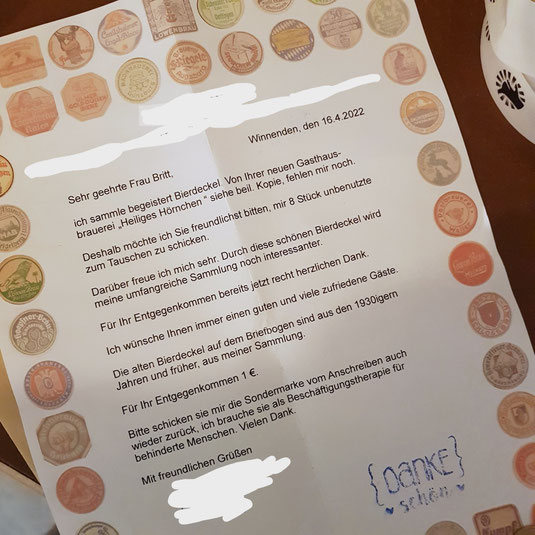 LÖWENBRÄU
Winnenden, den 16.4.2022
Sehr geehrte Frau Britt,
ich sammle begeistert Bierdeckel. Von Ihrer neuen Gasthaus-
brauerei „Heiliges Hörnchen “ siehe beil. Kopie, fehlen mir noch.
Deshalb möchte ich Sie freundlichst bitten, mir 8 Stück unbenutzte
zum Tauschen zu schicken.
Darüber freue ich mich sehr. Durch diese schönen Bierdeckel wird
meine umfangreiche Sammlung noch interessanter.
Für Ihr Entgegenkommen bereits jetzt recht herzlichen Dank.
Ich wünsche Ihnen immer einen guten und viele zufriedene Gäste.
Die alten Bierdeckel auf dem Briefbogen sind aus den 1930igern
Jahren und früher, aus meiner Sammlung.
Für Ihr Entgegenkommen 1 €.
Bitte schicken sie mir die Sondermarke vom Anschreiben auch
wieder zurück, ich brauche sie als Beschäftigungstherapie für
behinderte Menschen. Vielen Dank.
Mit freundlichen Grüßen
{DANKE}
schön